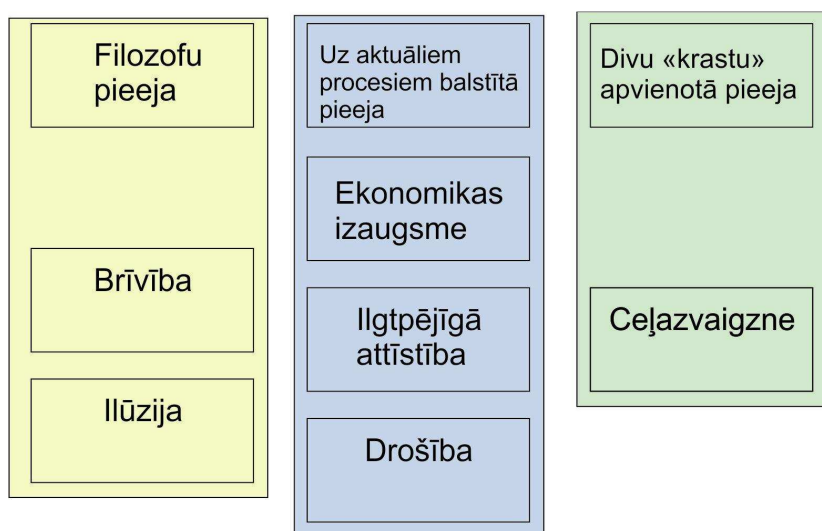 Filozofu
pieeja
Brīvība
Ilūzija
Uz aktuāliem
procesiem balstītā
pieeja
Ekonomikas
izaugsme
Ilgtpējīgā
attīstība
Drošība
Divu «krastu»
apvienotā pieeja
Ceļazvaigzne